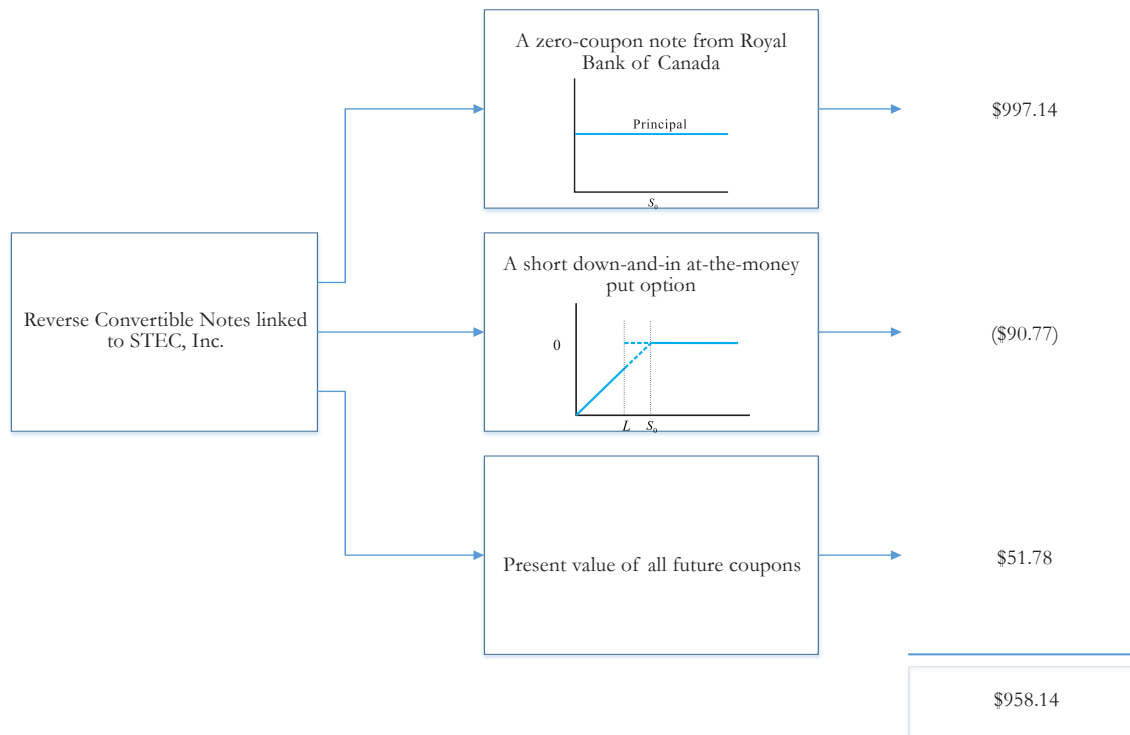 A zero-coupon note from Royal
Bank of Canada
Principal
S₀
$997.14
Reverse Convertible Notes linked
to STEC, Inc.
A short down-and-in at-the-money
put option
0
L S₀
($90.77)
Present value of all future coupons
$51.78
$958.14